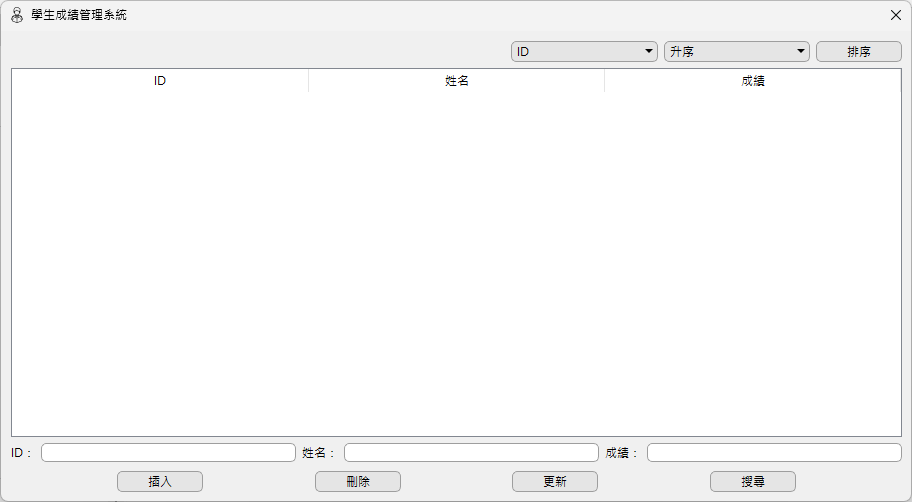 學生成績管理系統
ID 升序 排序
ID 姓名 成績
ID： 姓名： 成績：
插入 刪除 更新 搜尋